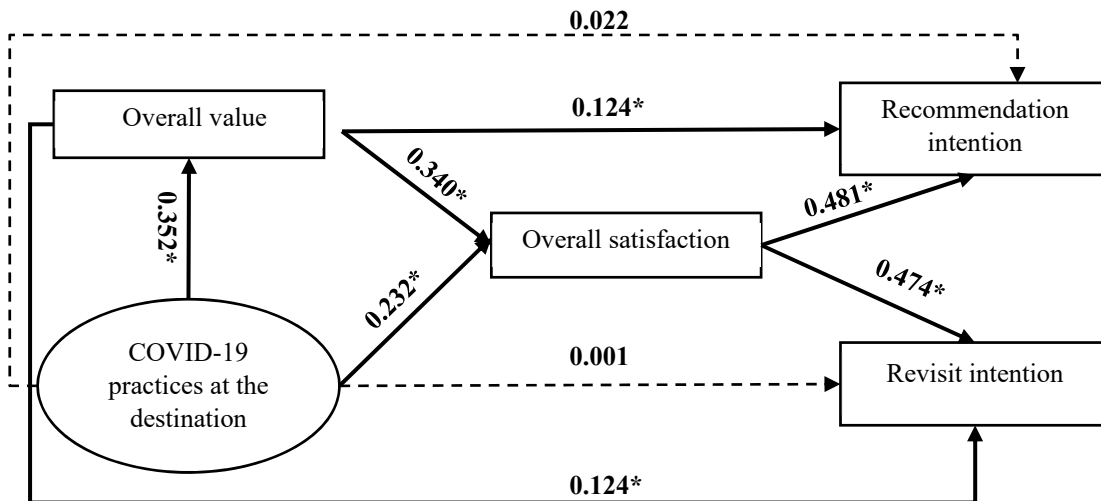 0.022
Overall value
0.124*
Recommendation
intention
0.340*
0.352*
0.481*
Overall satisfaction
0.232*
0.474*
COVID-19
practices at the
destination
0.001
Revisit intention
0.124*